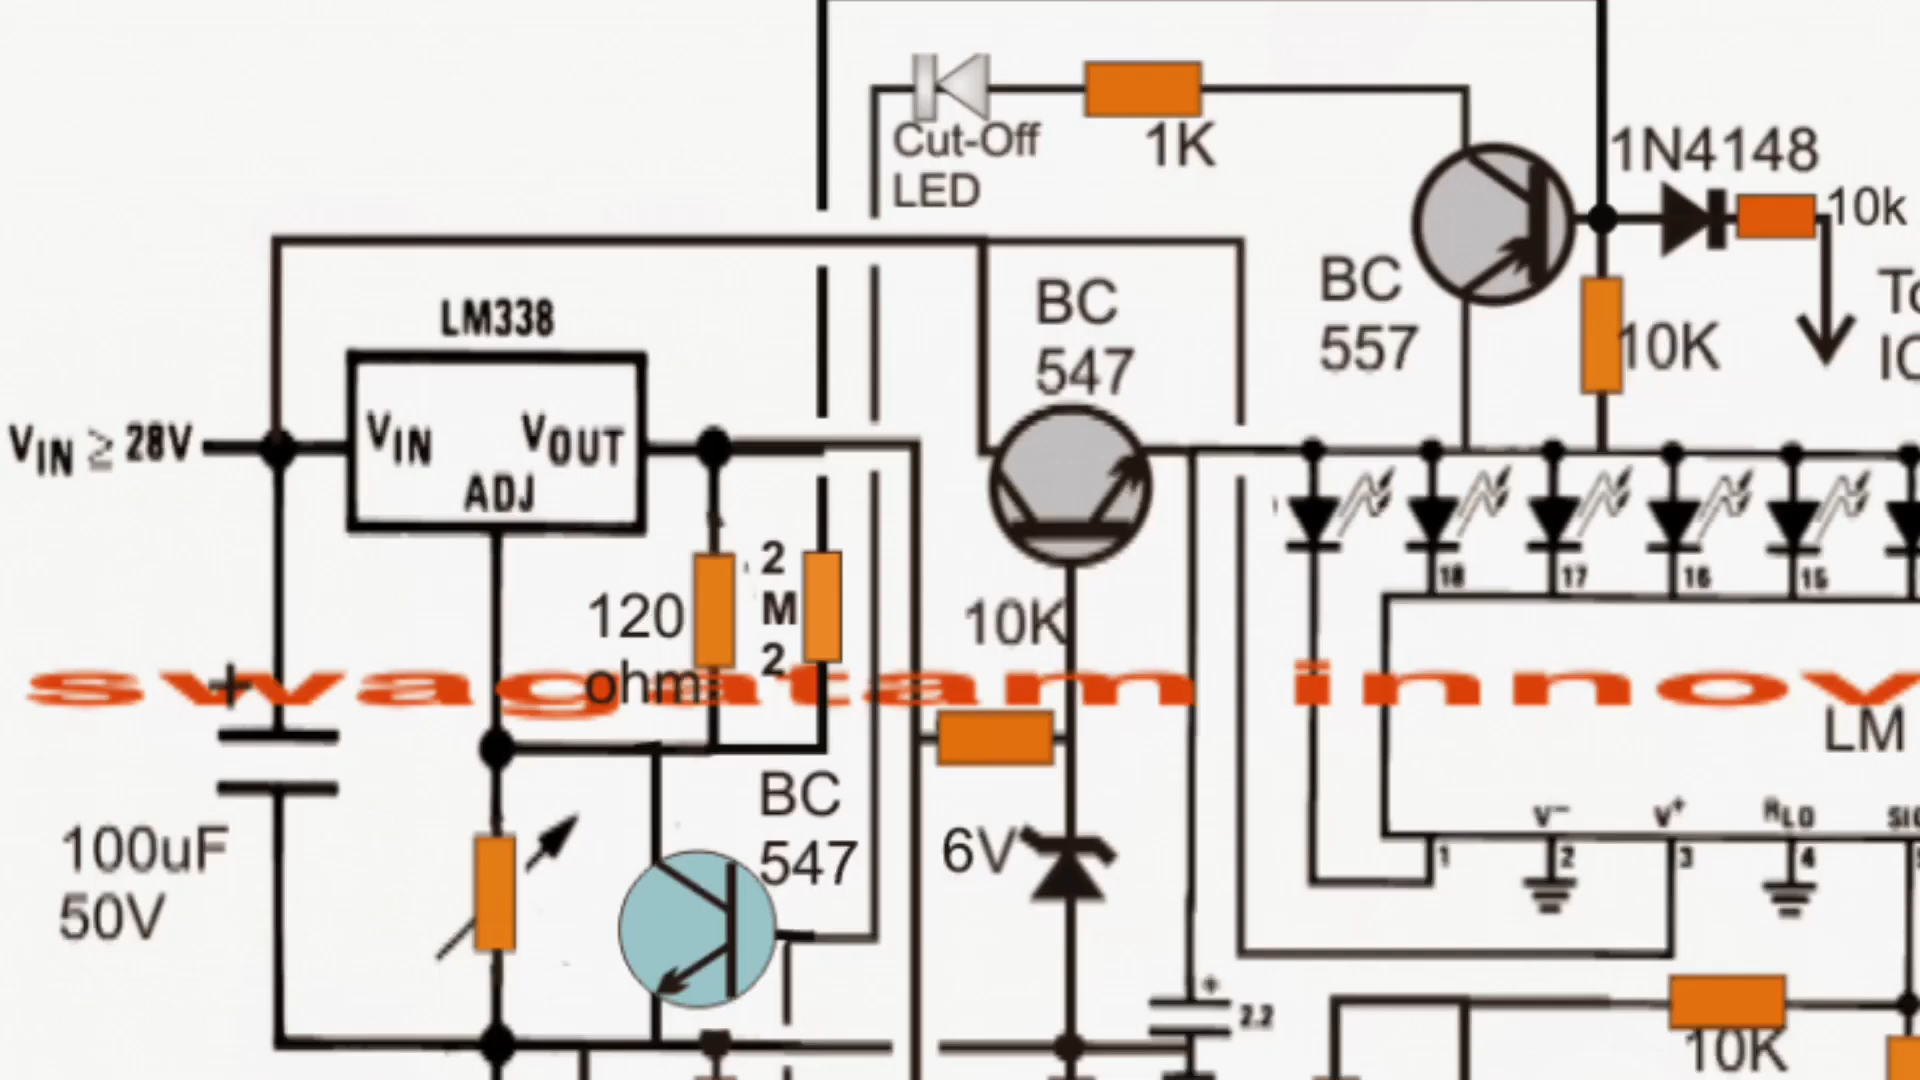 Cut-Off
LED
1K
1N4148
10k
BC
557
10K
BC
547
LM338
VIN ≥ 28V
VIN
VOUT
ADJ
120
ohm
2
M
2
10K
18
17
16
15
swagatam innov
LM
BC
547
6V
V−
V+
RLO
1
2
3
4
+
100uF
50V
+
2.2
10K